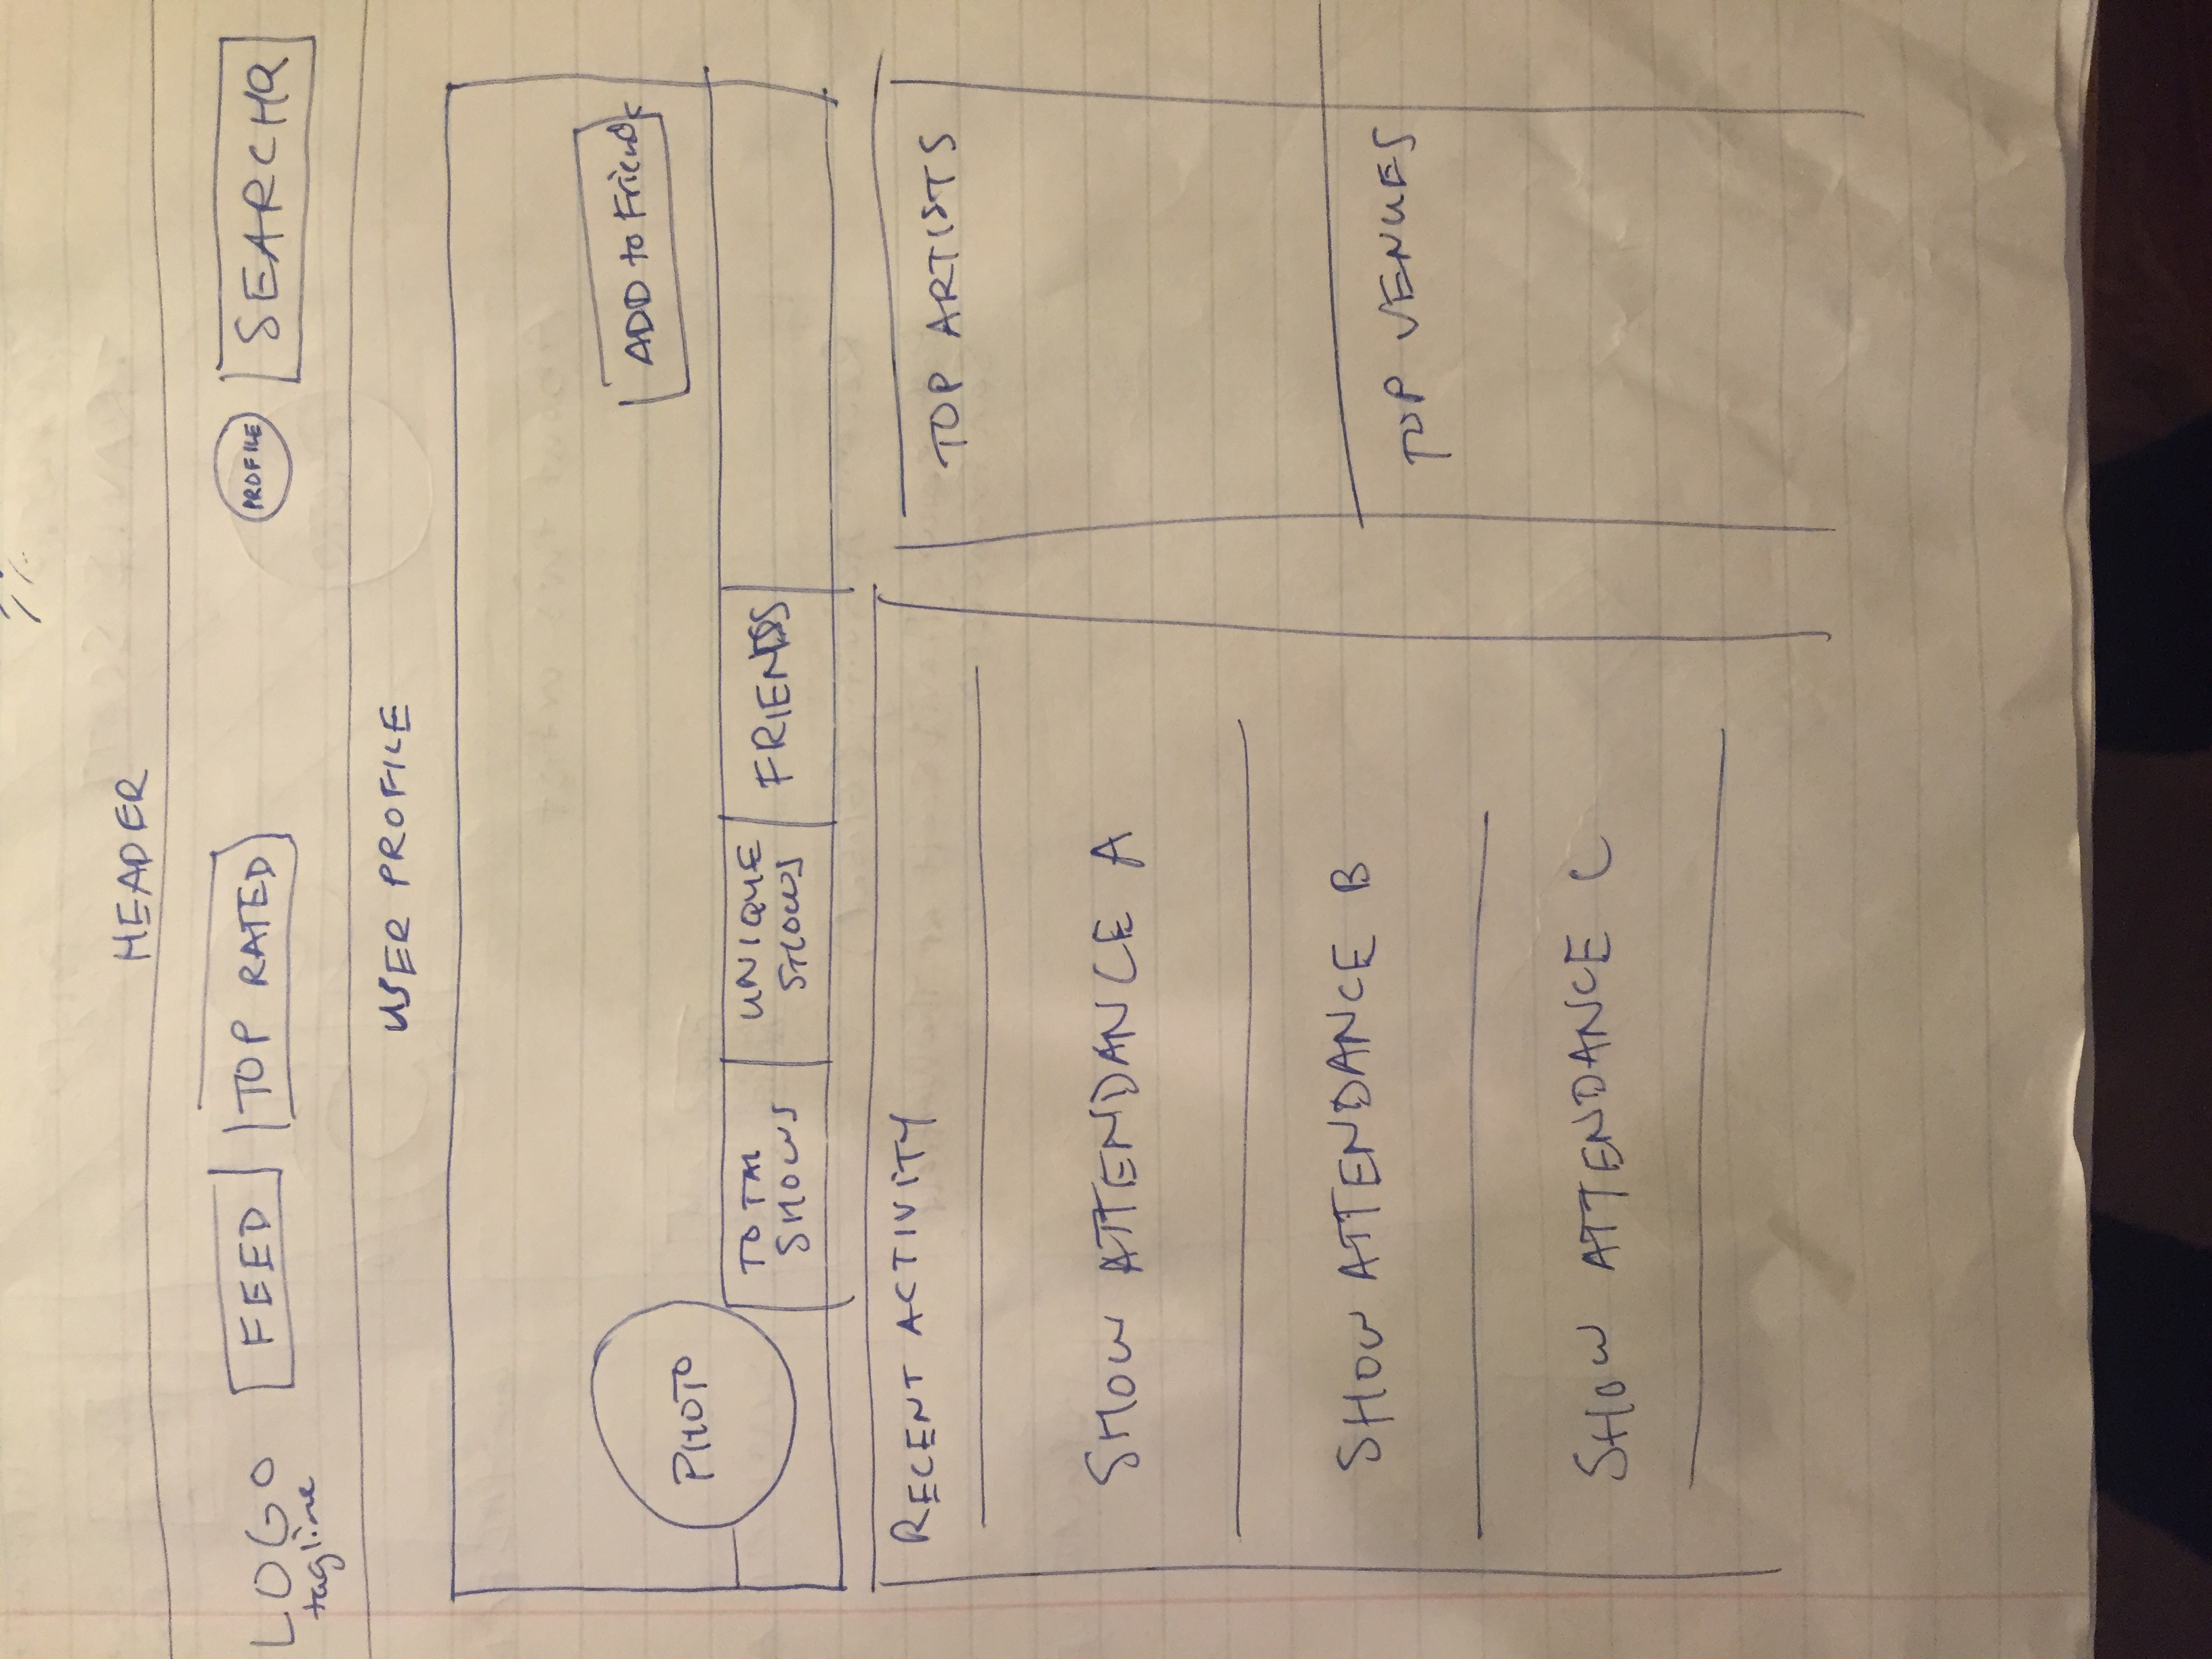 HEADER
LOGO
tagline
FEED
TOP RATED
PROFILE
SEARCH
USER PROFILE
PHOTO
ADD to Friends
TOTAL
SHOWS
UNIQUE
SHOWS
FRIENDS
RECENT ACTIVITY
SHOW ATTENDANCE A
SHOW ATTENDANCE B
SHOW ATTENDANCE C
TOP ARTISTS
TOP VENUES